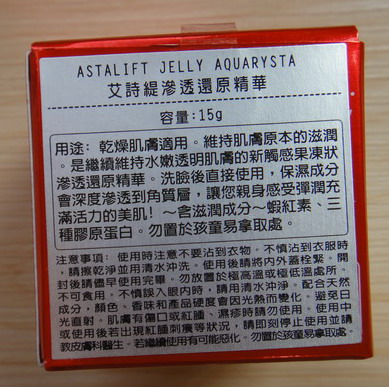 ASTALIFT JELLY AQUARYSTA
艾詩緹滲透還原精華
容量:15g
用途: 乾燥肌膚適用。維持肌膚原本的滋潤
。是繼續維持水嫩透明肌膚的新觸感果凍狀
滲透還原精華。洗臉後直接使用,保濕成分
會深度滲透到角質層,讓您親身感受彈潤充
滿活力的美肌!~含滋潤成分~蝦紅素、三
種膠原蛋白。勿置於孩童易拿取處。
注意事項: 使用時注意不要沾到衣物。不慎沾到衣服時
,請擦乾淨並用清水沖洗。使用後請將內外蓋栓緊。開
封後請儘早使用完畢。勿放置於極高溫或極低溫處所。
不可食用。不慎誤入眼內時,請用清水沖洗。配合天然
成分,顏色、香味和產品硬度會因光熱而變化。避免日
光直射。肌膚有傷口或紅腫、濕疹時請勿使用。使用中
或使用後若出現紅腫刺癢等狀況,請即刻停止使用並請
教皮膚科醫生。若繼續使用有可能惡化。勿置於孩童易拿取處。